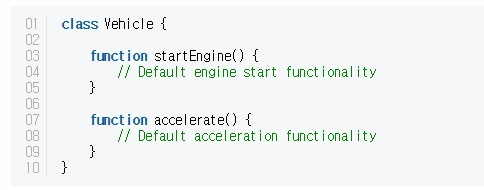 01 class Vehicle {
02
03     function startEngine() {
04         // Default engine start functionality
05     }
06
07     function accelerate() {
08         // Default acceleration functionality
09     }
10 }